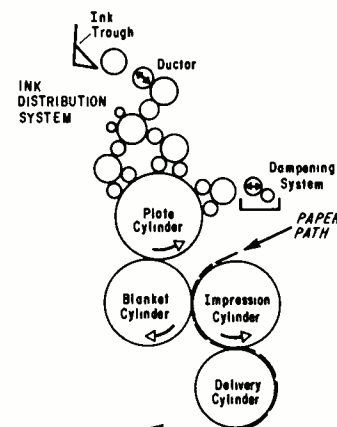 Ink
Trough
Ductor
INK
DISTRIBUTION
SYSTEM
Dampening
System
Plate
Cylinder
PAPER
PATH
Blanket
Cylinder
Impression
Cylinder
Delivery
Cylinder